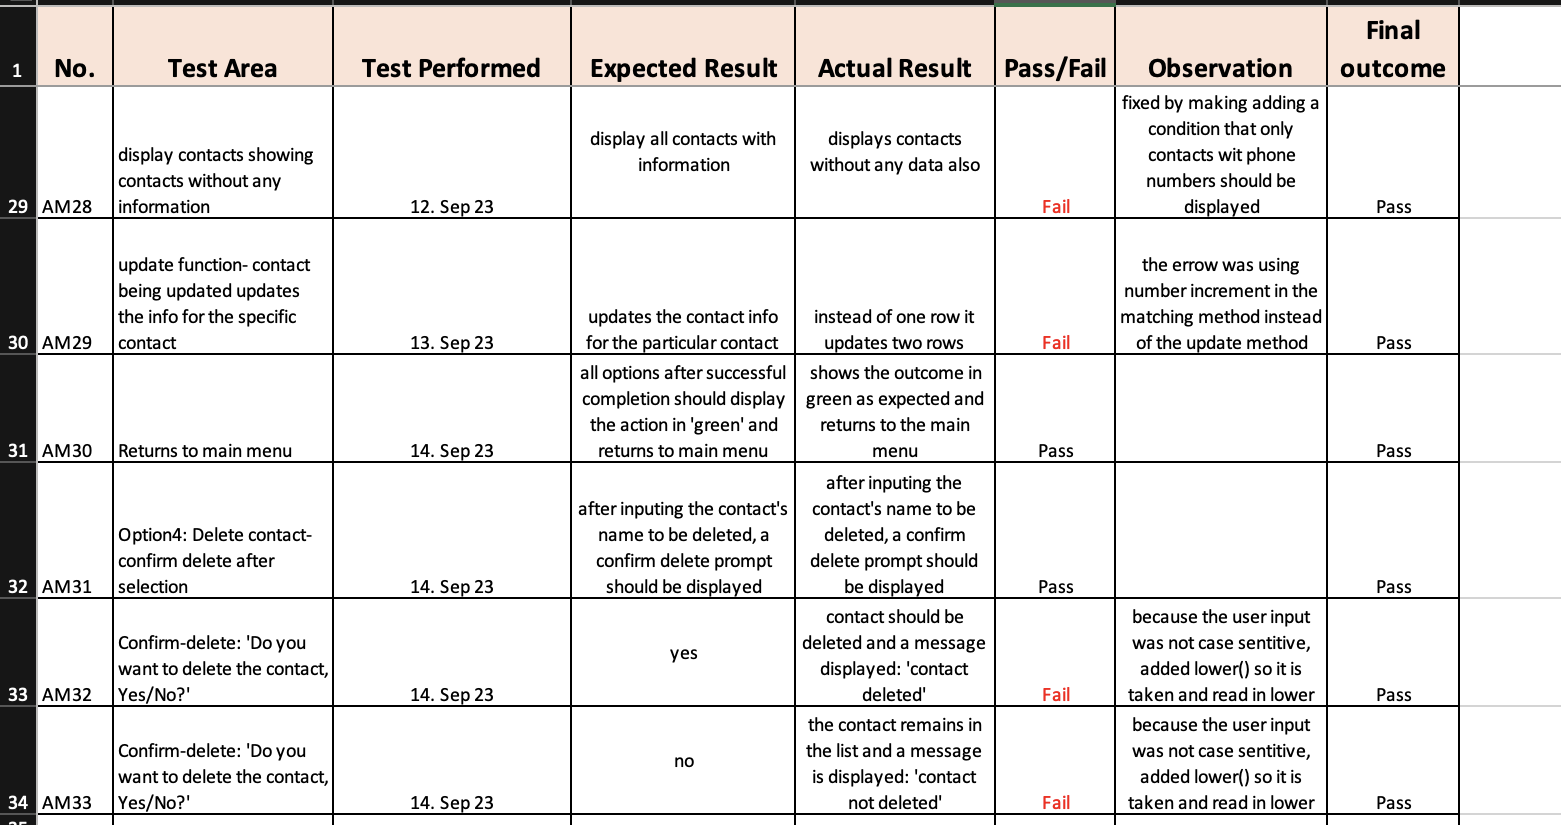 1 No. Test Area Test Performed Expected Result Actual Result Pass/Fail Observation Final
outcome
29 AM28
display contacts showing
contacts without any
information
12. Sep 23
display all contacts with
information
displays contacts
without any data also
Fail
fixed by making adding a
condition that only
contacts wit phone
numbers should be
displayed
Pass
30 AM29
update function- contact
being updated updates
the info for the specific
contact
13. Sep 23
updates the contact info
for the particular contact
instead of one row it
updates two rows
Fail
the errow was using
number increment in the
matching method instead
of the update method
Pass
31 AM30
Returns to main menu
14. Sep 23
all options after successful
completion should display
the action in 'green' and
returns to main menu
shows the outcome in
green as expected and
returns to the main
menu
Pass
Pass
32 AM31
Option4: Delete contact-
confirm delete after
selection
14. Sep 23
after inputing the contact's
name to be deleted, a
confirm delete prompt
should be displayed
after inputing the
contact's name to be
deleted, a confirm
delete prompt should
be displayed
Pass
Pass
33 AM32
Confirm-delete: 'Do you
want to delete the contact,
Yes/No?'
14. Sep 23
yes
contact should be
deleted and a message
displayed: 'contact
deleted'
Fail
because the user input
was not case sentitive,
added lower() so it is
taken and read in lower
Pass
34 AM33
Confirm-delete: 'Do you
want to delete the contact,
Yes/No?'
14. Sep 23
no
the contact remains in
the list and a message
is displayed: 'contact
not deleted'
Fail
because the user input
was not case sentitive,
added lower() so it is
taken and read in lower
Pass